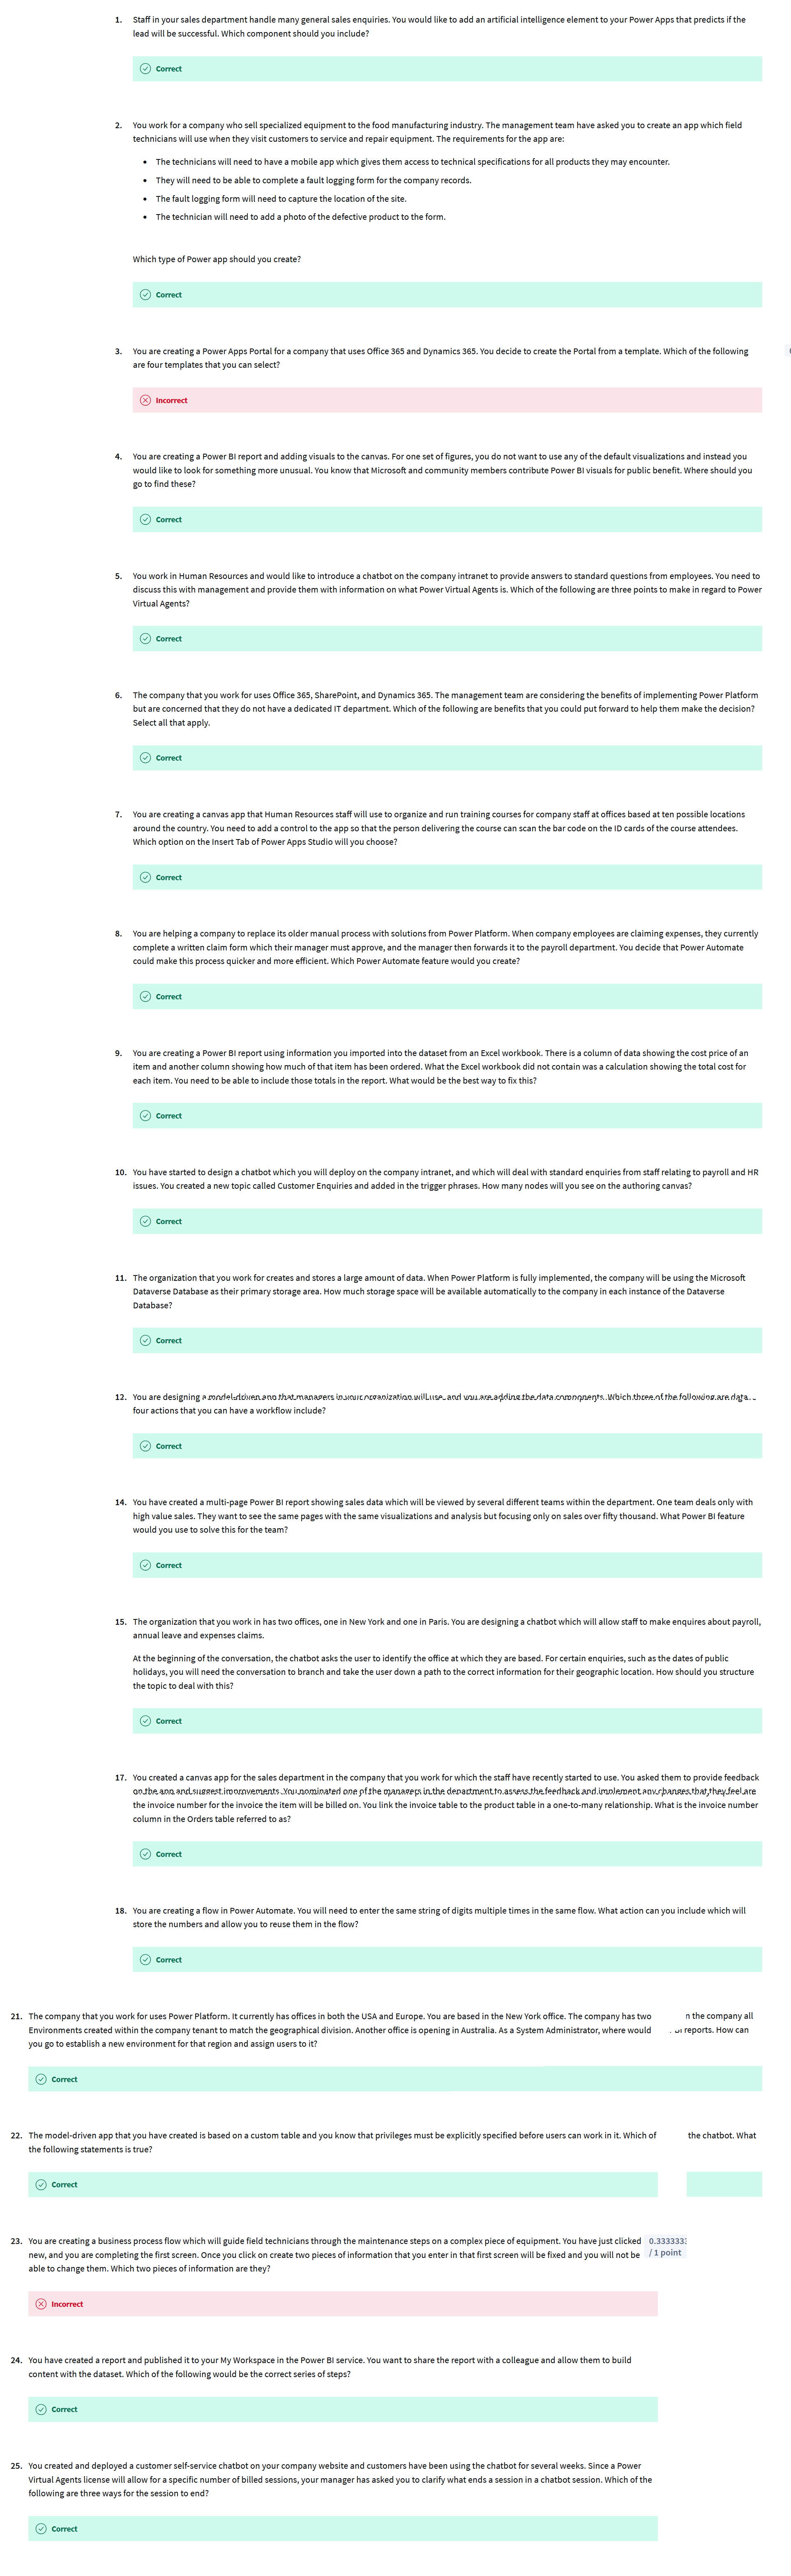 1. Staff in your sales department handle many general sales enquiries. You would like to add an artificial intelligence element to your Power Apps that predicts if the
lead will be successful. Which component should you include?
Correct
2. You work for a company who sell specialized equipment to the food manufacturing industry. The management team have asked you to create an app which field
technicians will use when they visit customers to service and repair equipment. The requirements for the app are:
• The technicians will need to have a mobile app which gives them access to technical specifications for all products they may encounter.
• They will need to be able to complete a fault logging form for the company records.
• The fault logging form will need to capture the location of the site.
• The technician will need to add a photo of the defective product to the form.
Which type of Power app should you create?
Correct
3. You are creating a Power Apps Portal for a company that uses Office 365 and Dynamics 365. You decide to create the Portal from a template. Which of the following
are four templates that you can select?
Incorrect
4. You are creating a Power BI report and adding visuals to the canvas. For one set of figures, you do not want to use any of the default visualizations and instead you
would like to look for something more unusual. You know that Microsoft and community members contribute Power BI visuals for public benefit. Where should you
go to find these?
Correct
5. You work in Human Resources and would like to introduce a chatbot on the company intranet to provide answers to standard questions from employees. You need to
discuss this with management and provide them with information on what Power Virtual Agents is. Which of the following are three points to make in regard to Power
Virtual Agents?
Correct
6. The company that you work for uses Office 365, SharePoint, and Dynamics 365. The management team are considering the benefits of implementing Power Platform
but are concerned that they do not have a dedicated IT department. Which of the following are benefits that you could put forward to help them make the decision?
Select all that apply.
Correct
7. You are creating a canvas app that Human Resources staff will use to organize and run training courses for company staff at offices based at ten possible locations
around the country. You need to add a control to the app so that the person delivering the course can scan the bar code on the ID cards of the course attendees.
Which option on the Insert Tab of Power Apps Studio will you choose?
Correct
8. You are helping a company to replace its older manual process with solutions from Power Platform. When company employees are claiming expenses, they currently
complete a written claim form which their manager must approve, and the manager then forwards it to the payroll department. You decide that Power Automate
could make this process quicker and more efficient. Which Power Automate feature would you create?
Correct
9. You are creating a Power BI report using information you imported into the dataset from an Excel workbook. There is a column of data showing the cost price of an
item and another column showing how much of that item has been ordered. What the Excel workbook did not contain was a calculation showing the total cost for
each item. You need to be able to include those totals in the report. What would be the best way to fix this?
Correct
10. You have started to design a chatbot which you will deploy on the company intranet, and which will deal with standard enquiries from staff relating to payroll and HR
issues. You created a new topic called Customer Enquiries and added in the trigger phrases. How many nodes will you see on the authoring canvas?
Correct
11. The organization that you work for creates and stores a large amount of data. When Power Platform is fully implemented, the company will be using the Microsoft
Dataverse Database as their primary storage area. How much storage space will be available automatically to the company in each instance of the Dataverse
Database?
Correct
12. You are designing a model-driven app that managers in your organization will use, and you are adding the data components. Which three of the following are data
four actions that you can have a workflow include?
Correct
14. You have created a multi-page Power BI report showing sales data which will be viewed by several different teams within the department. One team deals only with
high value sales. They want to see the same pages with the same visualizations and analysis but focusing only on sales over fifty thousand. What Power BI feature
would you use to solve this for the team?
Correct
15. The organization that you work in has two offices, one in New York and one in Paris. You are designing a chatbot which will allow staff to make enquires about payroll,
annual leave and expenses claims.
At the beginning of the conversation, the chatbot asks the user to identify the office at which they are based. For certain enquiries, such as the dates of public
holidays, you will need the conversation to branch and take the user down a path to the correct information for their geographic location. How should you structure
the topic to deal with this?
Correct
17. You created a canvas app for the sales department in the company that you work for which the staff have recently started to use. You asked them to provide feedback
on the app and suggest improvements. You nominated one of the managers in the department to assess the feedback and implement any changes that they feel are
the invoice number for the invoice the item will be billed on. You link the invoice table to the product table in a one-to-many relationship. What is the invoice number
column in the Orders table referred to as?
Correct
18. You are creating a flow in Power Automate. You will need to enter the same string of digits multiple times in the same flow. What action can you include which will
store the numbers and allow you to reuse them in the flow?
Correct
21. The company that you work for uses Power Platform. It currently has offices in both the USA and Europe. You are based in the New York office. The company has two
n the company all
Environments created within the company tenant to match the geographical division. Another office is opening in Australia. As a System Administrator, where would
reports. How can
you go to establish a new environment for that region and assign users to it?
Correct
22. The model-driven app that you have created is based on a custom table and you know that privileges must be explicitly specified before users can work in it. Which of
the chatbot. What
the following statements is true?
Correct
23. You are creating a business process flow which will guide field technicians through the maintenance steps on a complex piece of equipment. You have just clicked
0.333333
new, and you are completing the first screen. Once you click on create two pieces of information that you enter in that first screen will be fixed and you will not be
/ 1 point
able to change them. Which two pieces of information are they?
Incorrect
24. You have created a report and published it to your My Workspace in the Power BI service. You want to share the report with a colleague and allow them to build
content with the dataset. Which of the following would be the correct series of steps?
Correct
25. You created and deployed a customer self-service chatbot on your company website and customers have been using the chatbot for several weeks. Since a Power
Virtual Agents license will allow for a specific number of billed sessions, your manager has asked you to clarify what ends a session in a chatbot session. Which of the
following are three ways for the session to end?
Correct